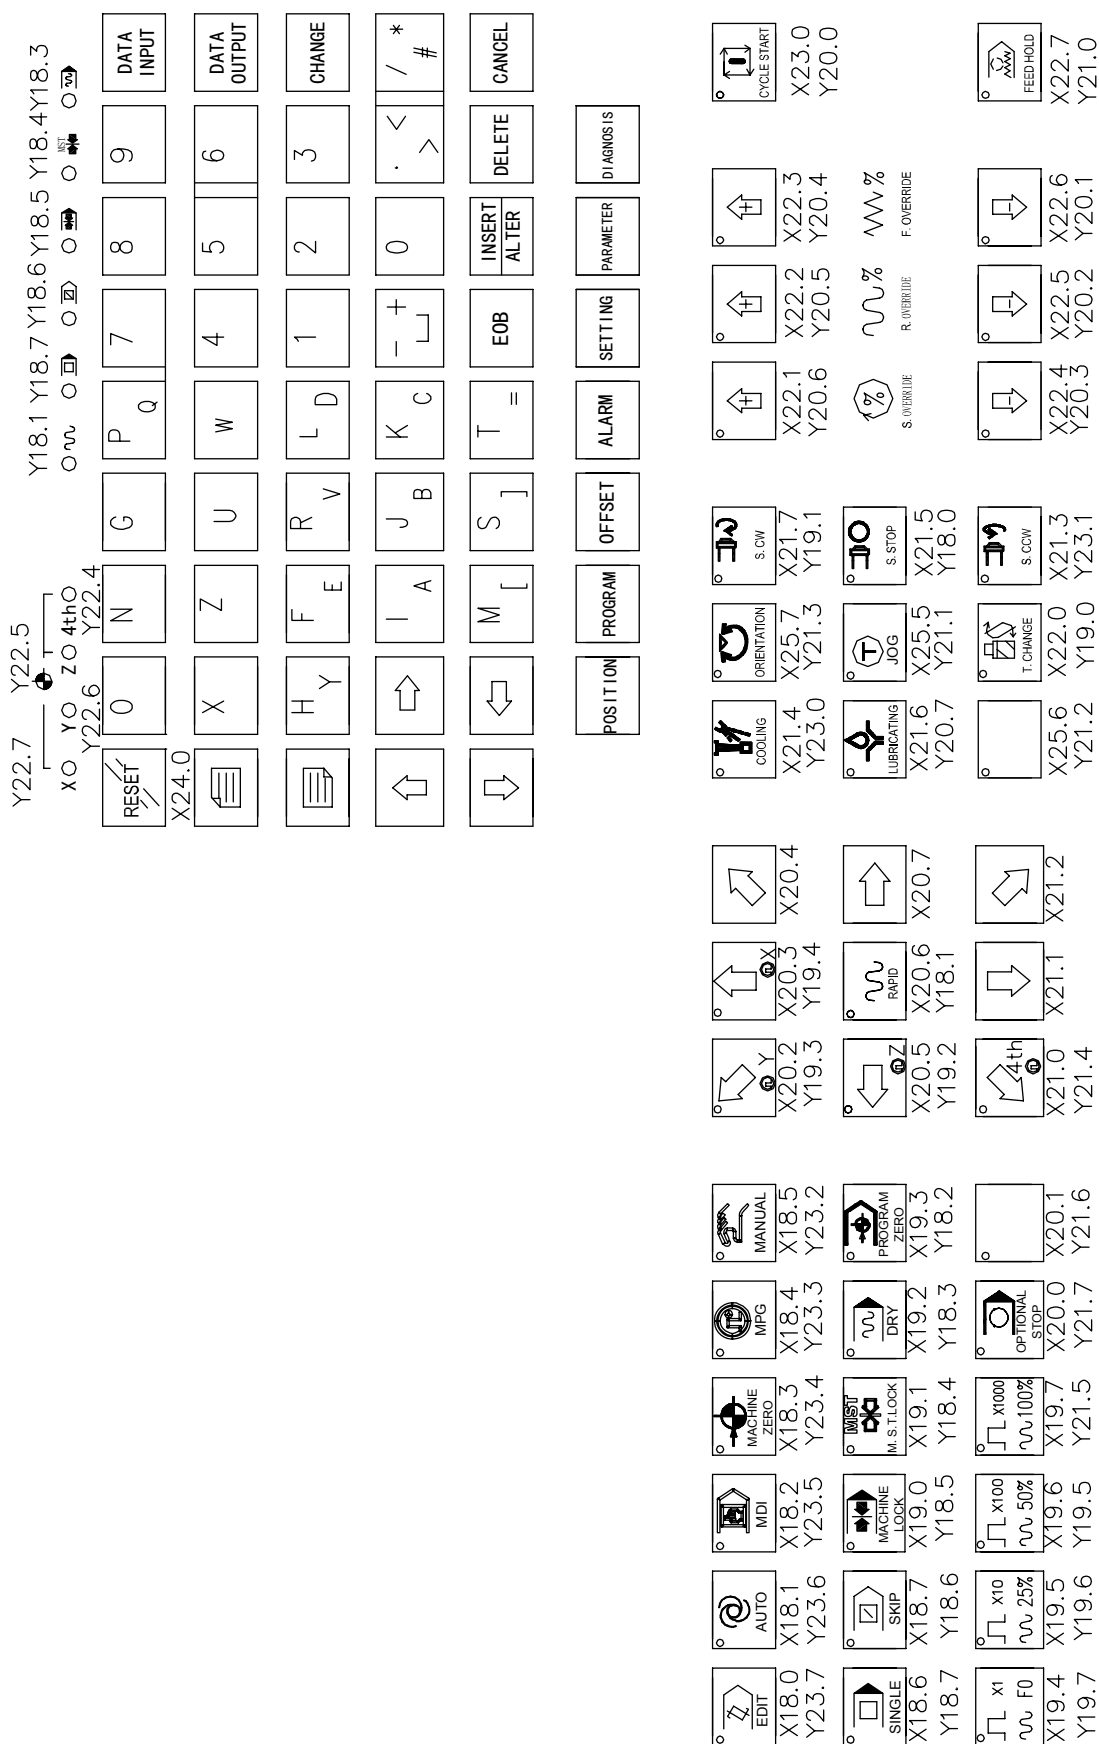 Y22.7 Y22.5 Y18.1 Y18.7 Y18.6 Y18.5 Y18.4 Y18.3
X Y Z 4th MST
Y22.6 Y22.4
RESET O N G P Q 7 8 9 DATA INPUT
X24.0
X Z U W 4 5 6 DATA OUTPUT
H Y F E R V L D 1 2 3 CHANGE
I A J B K C - + 0 . < > / * #
M [ S ] T = EOB INSERT ALTER DELETE CANCEL
POSITION PROGRAM OFFSET ALARM SETTING PARAMETER DIAGNOSIS
EDIT AUTO MDI MACHINE ZERO MPG MANUAL Y X COOLING ORIENTATION S. CW + + + CYCLE START
X18.0 X18.1 X18.2 X18.3 X18.4 X18.5 X20.2 X20.3 X20.4 X21.4 X25.7 X21.7 X22.1 X22.2 X22.3 X23.0
Y23.7 Y23.6 Y23.5 Y23.4 Y23.3 Y23.2 Y19.3 Y19.4 Y23.0 Y21.3 Y19.1 Y20.6 Y20.5 Y20.4 Y20.0
SINGLE SKIP MACHINE LOCK MST M.S.T.LOCK DRY PROGRAM ZERO Z RAPID LUBRICATING JOG S. STOP % % %
S. OVERRIDE R. OVERRIDE F. OVERRIDE
X18.6 X18.7 X19.0 X19.1 X19.2 X19.3 X20.5 X20.6 X20.7 X21.6 X25.5 X21.5
Y18.7 Y18.6 Y18.5 Y18.4 Y18.3 Y18.2 Y19.2 Y18.1 Y20.7 Y21.1 Y18.0
X1 F0 X10 25% X100 50% X1000 100% OPTIONAL STOP 4th T. CHANGE S. CCW - - - FEED HOLD
X19.4 X19.5 X19.6 X19.7 X20.0 X20.1 X21.0 X21.1 X21.2 X25.6 X22.0 X21.3 X22.4 X22.5 X22.6 X22.7
Y19.7 Y19.6 Y19.5 Y21.5 Y21.7 Y21.6 Y21.4 Y21.2 Y19.0 Y23.1 Y20.3 Y20.2 Y20.1 Y21.0